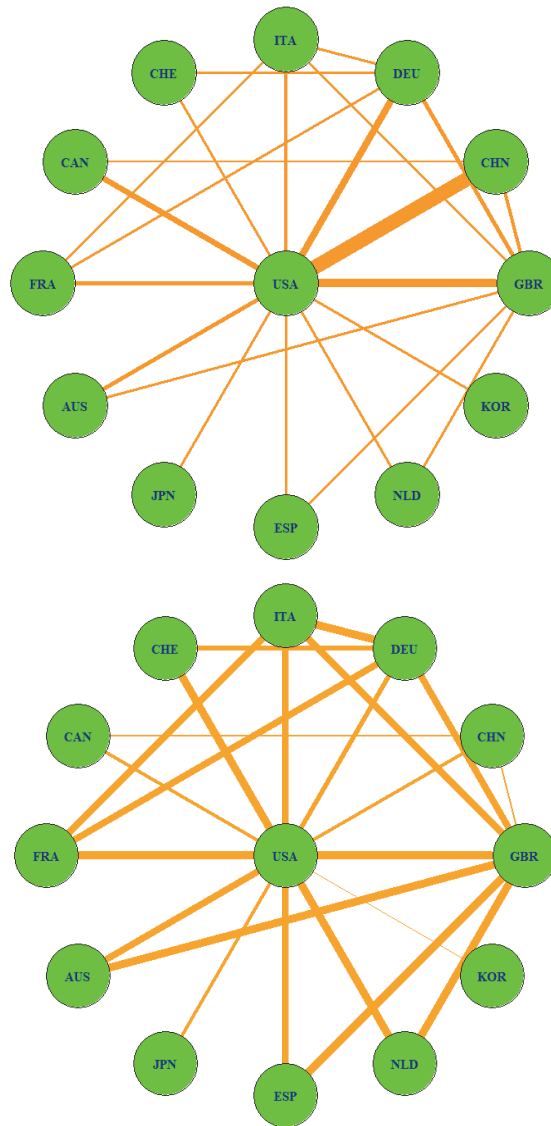 ITA
CHE
DEU
CAN
CHN
FRA
USA
GBR
AUS
KOR
JPN
NLD
ESP
ITA
CHE
DEU
CAN
CHN
FRA
USA
GBR
AUS
KOR
JPN
NLD
ESP